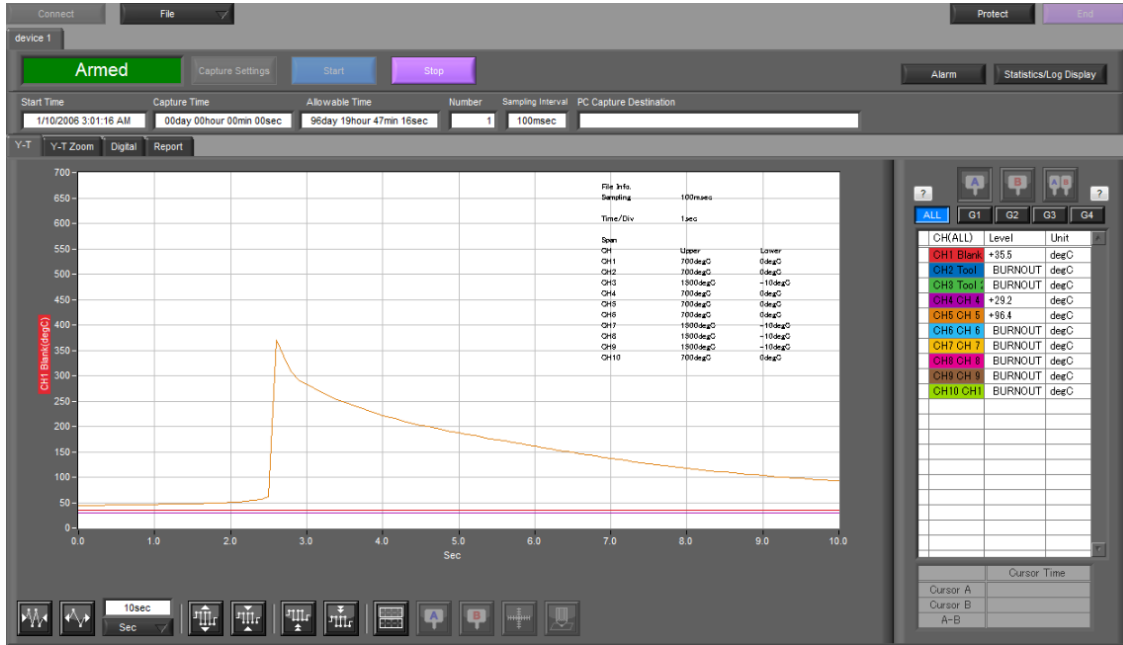 Connect File Protect End
device 1
Armed Capture Settings Start Stop Alarm Statistics/Log Display
Start Time Capture Time Allowable Time Number Sampling Interval PC Capture Destination
1/10/2006 3:01:16 AM 00day 00hour 00min 00sec 96day 19hour 47min 16sec 1 100msec
Y-T Y-T Zoom Digital Report
CH1 Blank(degC)
700
650
600
550
500
450
400
350
300
250
200
150
100
50
0
0.0 1.0 2.0 3.0 4.0 5.0 6.0 7.0 8.0 9.0 10.0
Sec
File Info.
Sampling 100msec
Time/Div 1sec
Span
CH Upper Lower
CH1 700degC 0degC
CH2 700degC 0degC
CH3 1300degC -10degC
CH4 700degC 0degC
CH5 700degC 0degC
CH6 700degC 0degC
CH7 1300degC -10degC
CH8 1300degC -10degC
CH9 1300degC -10degC
CH10 700degC 0degC
? A B A B ?
ALL G1 G2 G3 G4
CH(ALL) Level Unit
CH1 Blank +35.5 degC
CH2 Tool BURNOUT degC
CH3 Tool BURNOUT degC
CH4 CH 4 +29.2 degC
CH5 CH 5 +96.4 degC
CH6 CH 6 BURNOUT degC
CH7 CH 7 BURNOUT degC
CH8 CH 8 BURNOUT degC
CH9 CH 9 BURNOUT degC
CH10 CH1 BURNOUT degC
Cursor Time
Cursor A
Cursor B
A-B
10sec
Sec
A B